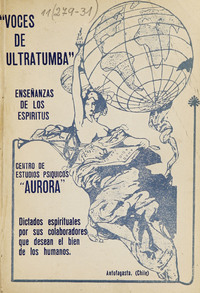 11(279-31)
"VOCES
DE
ULTRATUMBA"
ENSEÑANZAS
DE LOS
ESPIRITUS
CENTRO DE
ESTUDIOS PSIQUICOS
"AURORA"
Dictados espirituales
por sus colaboradores
que desean el bien
de los humanos.
Antofagasta. (Chile)